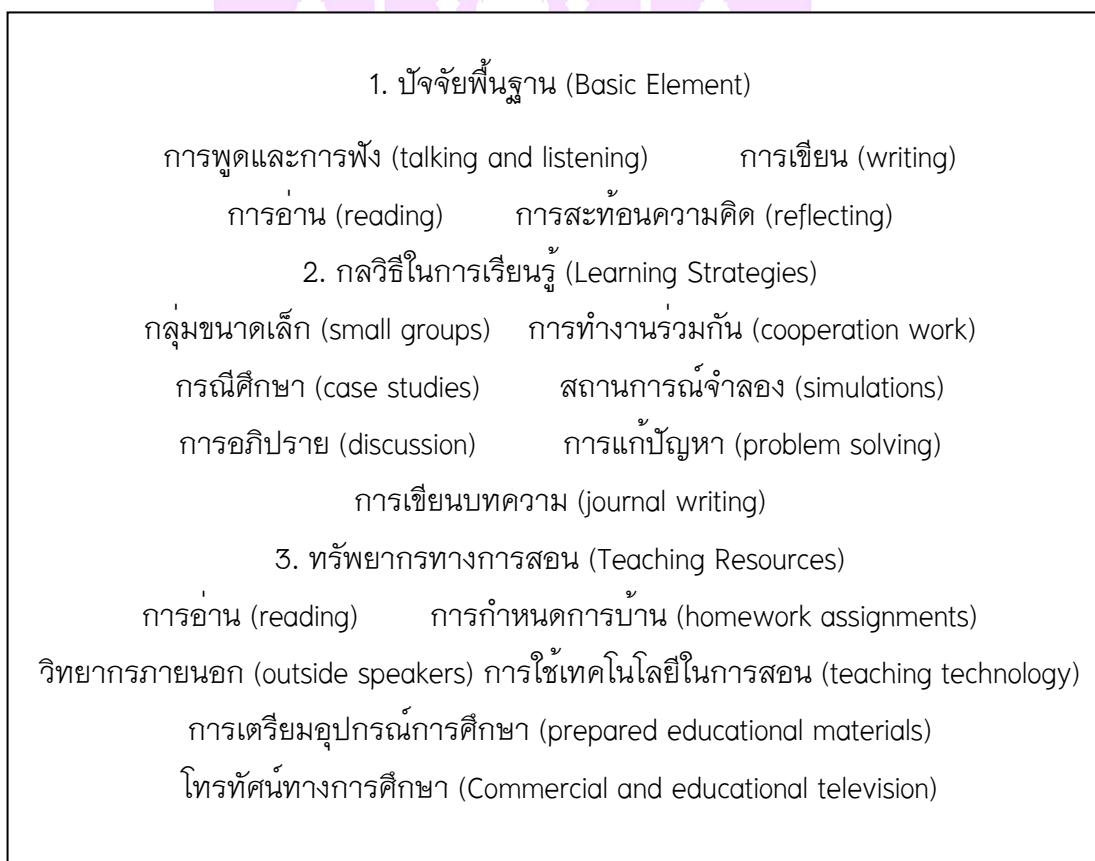 1. ปัจจัยพื้นฐาน (Basic Element)
การพูดและการฟัง (talking and listening) การเขียน (writing)
การอ่าน (reading) การสะท้อนความคิด (reflecting)
2. กลวิธีในการเรียนรู้ (Learning Strategies)
กลุ่มขนาดเล็ก (small groups) การทำงานร่วมกัน (cooperation work)
กรณีศึกษา (case studies) สถานการณ์จำลอง (simulations)
การอภิปราย (discussion) การแก้ปัญหา (problem solving)
การเขียนบทความ (journal writing)
3. ทรัพยากรทางการสอน (Teaching Resources)
การอ่าน (reading) การกำหนดการบ้าน (homework assignments)
วิทยากรภายนอก (outside speakers) การใช้เทคโนโลยีในการสอน (teaching technology)
การเตรียมอุปกรณ์การศึกษา (prepared educational materials)
โทรทัศน์ทางการศึกษา (Commercial and educational television)